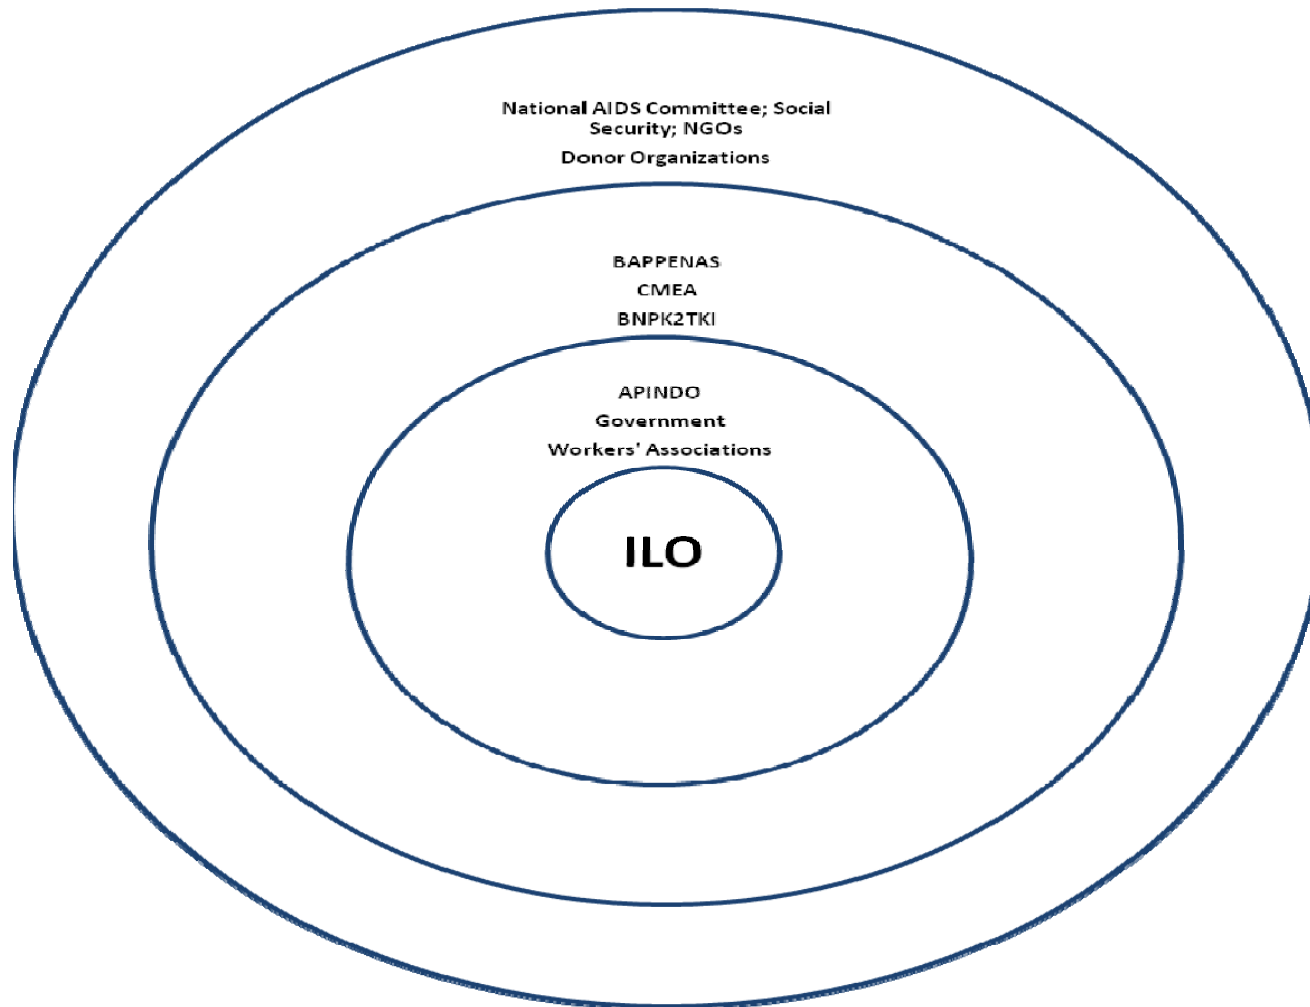 National AIDS Committee; Social
Security; NGOs
Donor Organizations
BAPPENAS
CMEA
BNPK2TKI
APINDO
Government
Workers' Associations
ILO